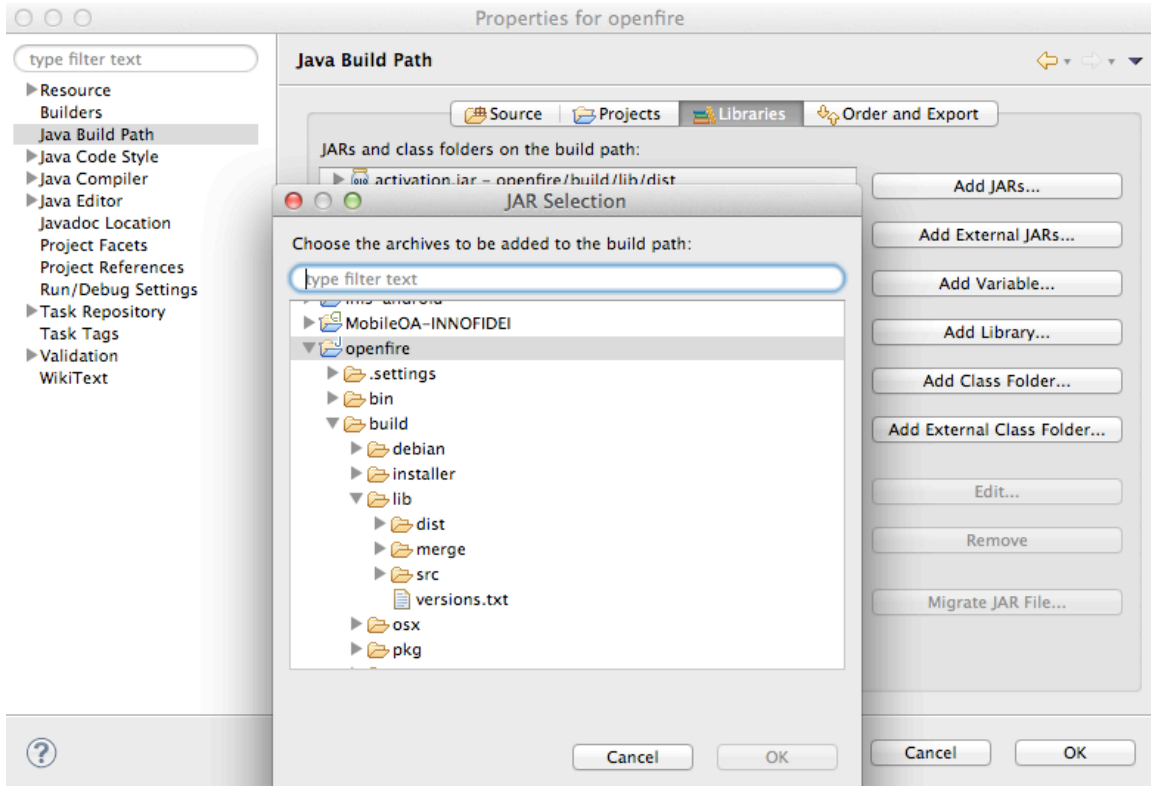 Properties for openfire
type filter text
Resource
Builders
Java Build Path
Java Code Style
Java Compiler
Java Editor
Javadoc Location
Project Facets
Project References
Run/Debug Settings
Task Repository
Task Tags
Validation
WikiText
Java Build Path
Source Projects Libraries Order and Export
JARs and class folders on the build path:
activation.jar – openfire/build/lib/dist
Add JARs...
Add External JARs...
Add Variable...
Add Library...
Add Class Folder...
Add External Class Folder...
Edit...
Remove
Migrate JAR File...
JAR Selection
Choose the archives to be added to the build path:
type filter text
MobileOA-INNOFIDEI
openfire
.settings
bin
build
debian
installer
lib
dist
merge
src
versions.txt
osx
pkg
Cancel OK
Cancel OK